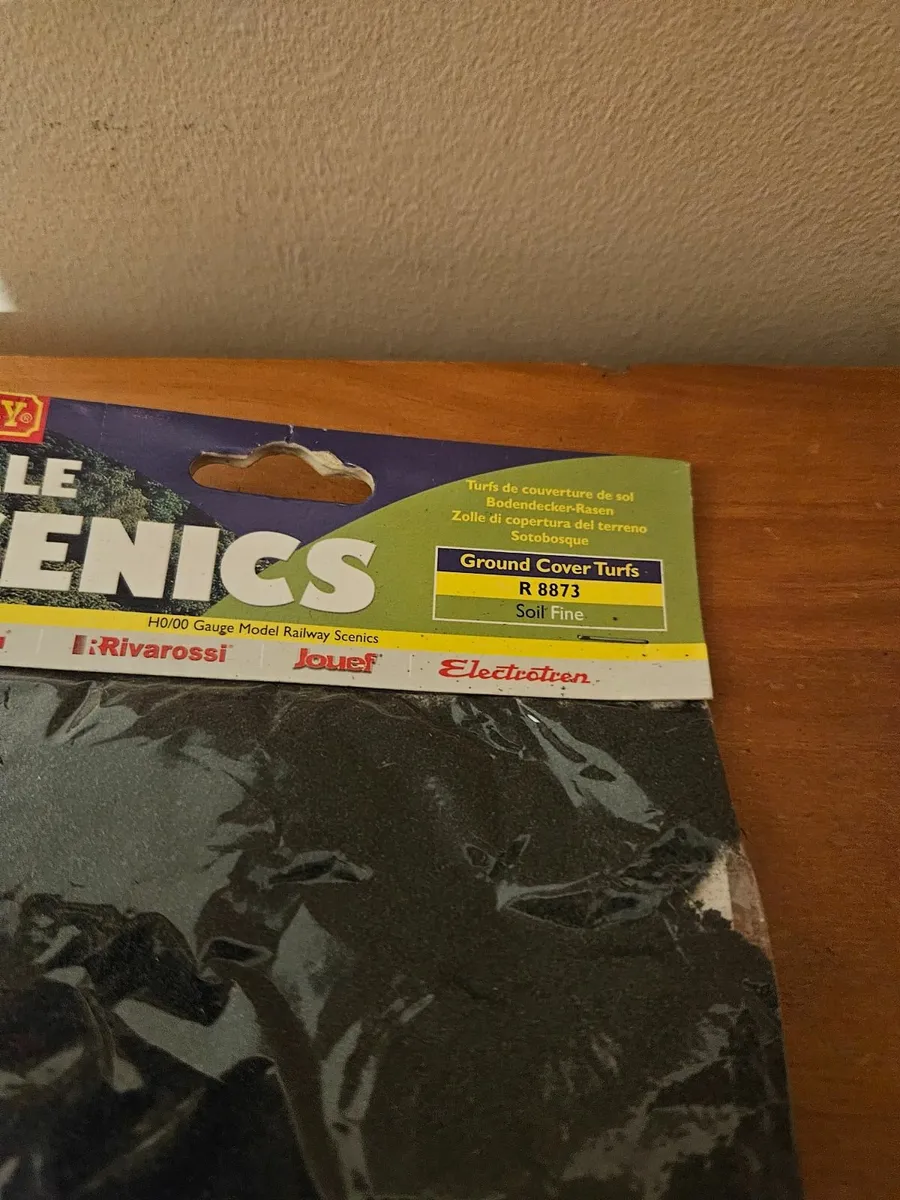 Y®
LE
ENICS
Turfs de couverture de sol
Bodendecker-Rasen
Zolle di copertura del terreno
Sotobosque
Ground Cover Turfs
R 8873
Soil Fine
H0/00 Gauge Model Railway Scenics
Rivarossi
Jouef
Electrotren